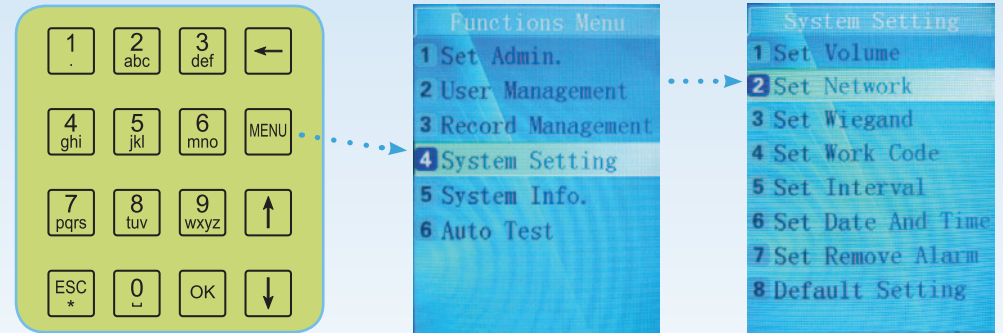 1
.
2
abc
3
def
←
4
ghi
5
jkl
6
mno
MENU
7
pqrs
8
tuv
9
wxyz
↑
ESC
*
0
⌴
OK
↓
Functions Menu
1 Set Admin.
2 User Management
3 Record Management
4 System Setting
5 System Info.
6 Auto Test
System Setting
1 Set Volume
2 Set Network
3 Set Wiegand
4 Set Work Code
5 Set Interval
6 Set Date And Time
7 Set Remove Alarm
8 Default Setting